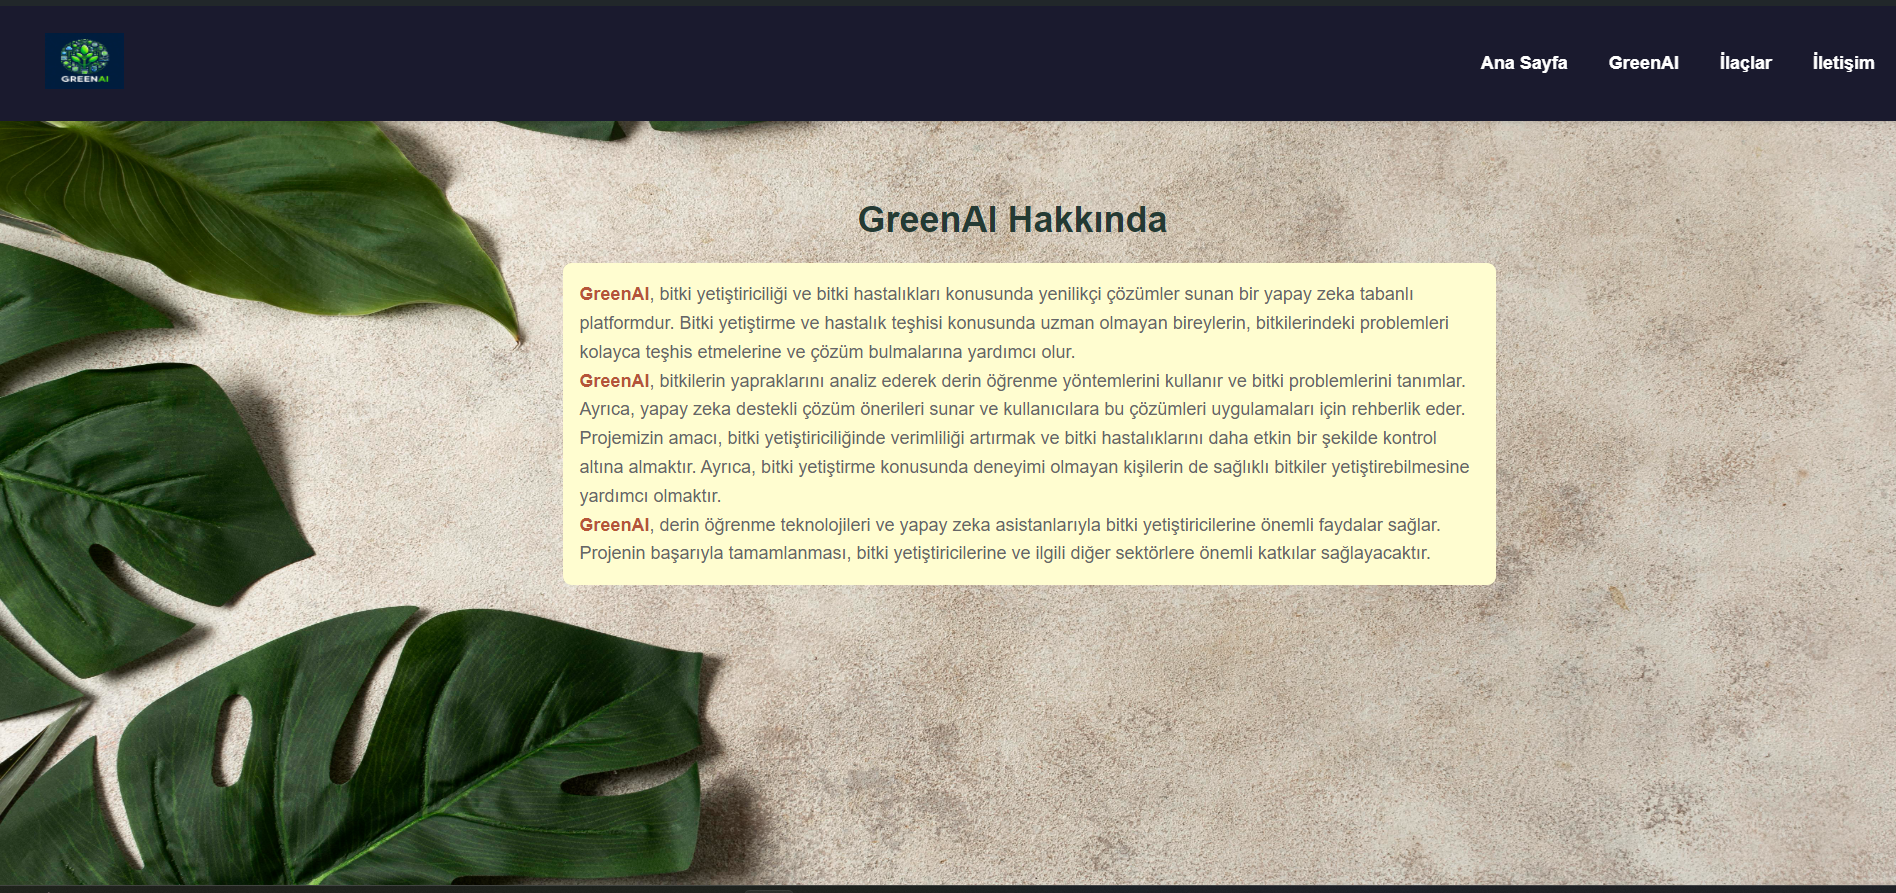 GREENAI
Ana Sayfa
GreenAI
İlaçlar
İletişim
GreenAI Hakkında
GreenAI, bitki yetiştiriciliği ve bitki hastalıkları konusunda yenilikçi çözümler sunan bir yapay zeka tabanlı
platformdur. Bitki yetiştirme ve hastalık teşhisi konusunda uzman olmayan bireylerin, bitkilerindeki problemleri
kolayca teşhis etmelerine ve çözüm bulmalarına yardımcı olur.
GreenAI, bitkilerin yapraklarını analiz ederek derin öğrenme yöntemlerini kullanır ve bitki problemlerini tanımlar.
Ayrıca, yapay zeka destekli çözüm önerileri sunar ve kullanıcılara bu çözümleri uygulamaları için rehberlik eder.
Projemizin amacı, bitki yetiştiriciliğinde verimliliği artırmak ve bitki hastalıklarını daha etkin bir şekilde kontrol
altına almaktır. Ayrıca, bitki yetiştirme konusunda deneyimi olmayan kişilerin de sağlıklı bitkiler yetiştirebilmesine
yardımcı olmaktır.
GreenAI, derin öğrenme teknolojileri ve yapay zeka asistanlarıyla bitki yetiştiricilerine önemli faydalar sağlar.
Projenin başarıyla tamamlanması, bitki yetiştiricilerine ve ilgili diğer sektörlere önemli katkılar sağlayacaktır.